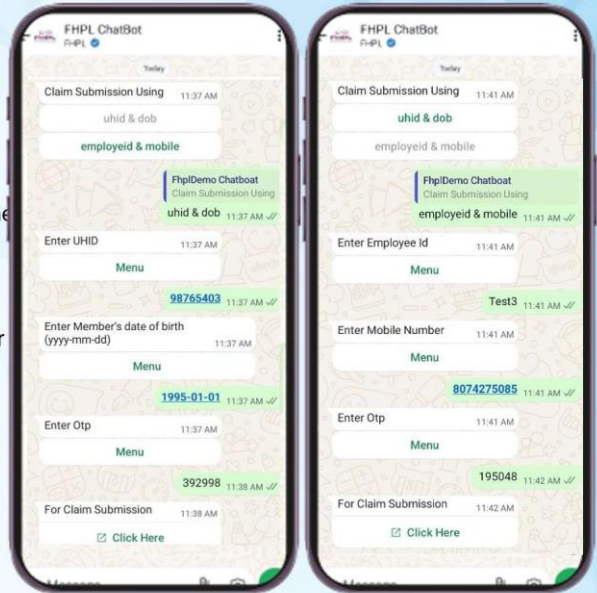 FHPL ChatBot
FHPL
Today
Claim Submission Using 11:37 AM
uhid & dob
employeid & mobile
FhplDemo Chatboat
Claim Submission Using
uhid & dob 11:37 AM
Enter UHID 11:37 AM
Menu
98765403 11:37 AM
Enter Member's date of birth
(yyyy-mm-dd) 11:37 AM
Menu
1995-01-01 11:37 AM
Enter Otp 11:37 AM
Menu
392998 11:38 AM
For Claim Submission 11:38 AM
Click Here
FHPL ChatBot
FHPL
Today
Claim Submission Using 11:41 AM
uhid & dob
employeid & mobile
FhplDemo Chatboat
Claim Submission Using
employeid & mobile 11:41 AM
Enter Employee Id 11:41 AM
Menu
Test3 11:41 AM
Enter Mobile Number 11:41 AM
Menu
8074275085 11:41 AM
Enter Otp 11:41 AM
Menu
195048 11:42 AM
For Claim Submission 11:42 AM
Click Here